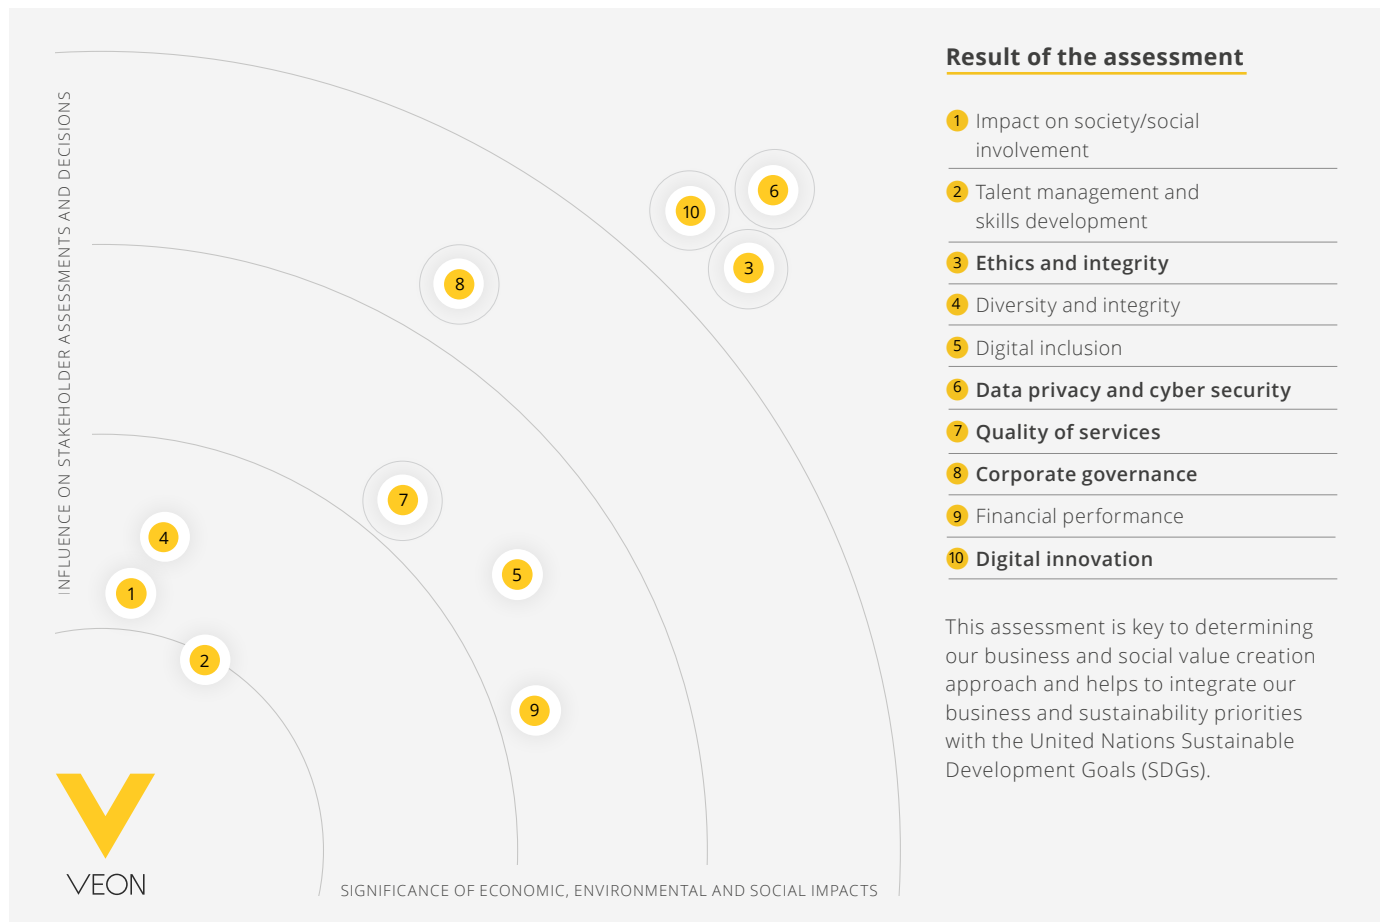 INFLUENCE ON STAKEHOLDER ASSESSMENTS AND DECISIONS
10
6
3
8
7
4
5
1
2
9
VEON
SIGNIFICANCE OF ECONOMIC, ENVIRONMENTAL AND SOCIAL IMPACTS
Result of the assessment
1 Impact on society/social
involvement
2 Talent management and
skills development
3 Ethics and integrity
4 Diversity and integrity
5 Digital inclusion
6 Data privacy and cyber security
7 Quality of services
8 Corporate governance
9 Financial performance
10 Digital innovation
This assessment is key to determining
our business and social value creation
approach and helps to integrate our
business and sustainability priorities
with the United Nations Sustainable
Development Goals (SDGs).